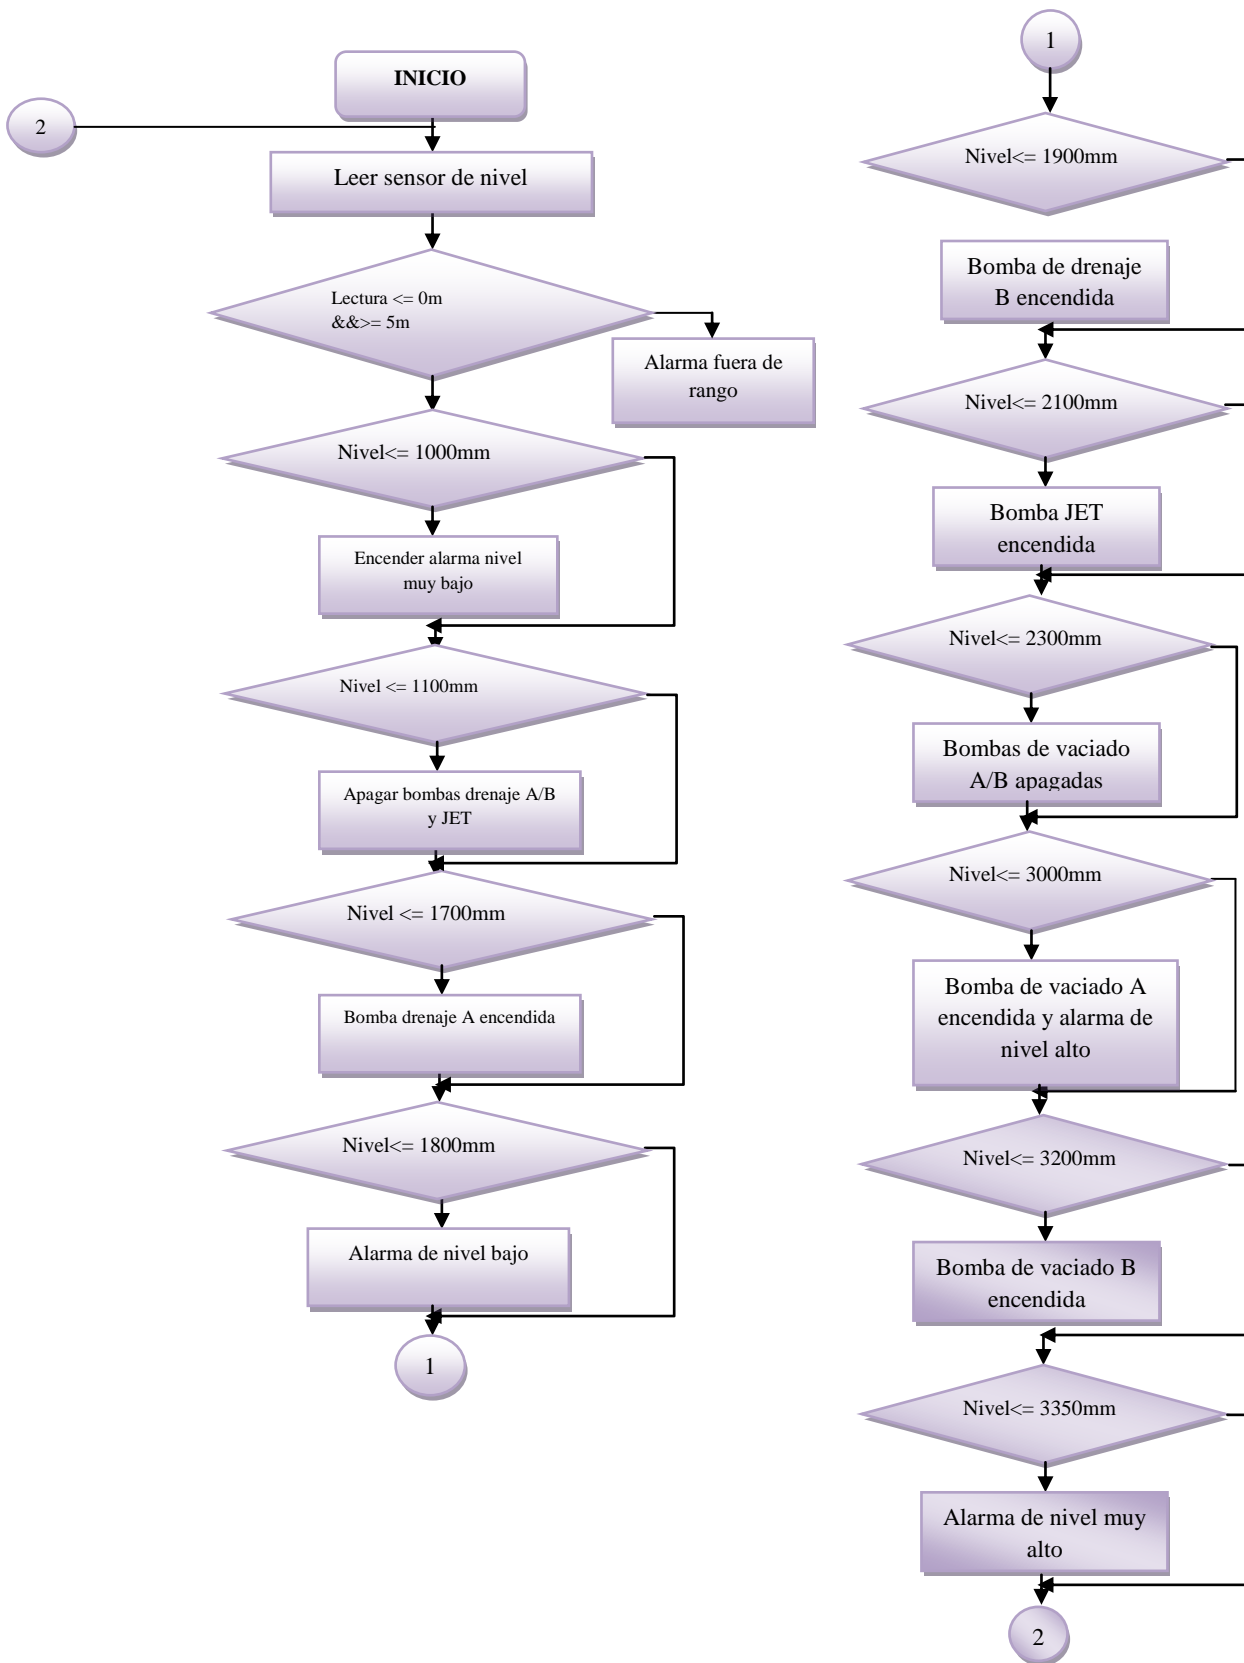 INICIO
2
Leer sensor de nivel
Lectura <= 0m
&&>= 5m
Alarma fuera de
rango
Nivel<= 1000mm
Encender alarma nivel
muy bajo
Nivel <= 1100mm
Apagar bombas drenaje A/B
y JET
Nivel <= 1700mm
Bomba drenaje A encendida
Nivel<= 1800mm
Alarma de nivel bajo
1
1
Nivel<= 1900mm
Bomba de drenaje
B encendida
Nivel<= 2100mm
Bomba JET
encendida
Nivel<= 2300mm
Bombas de vaciado
A/B apagadas
Nivel<= 3000mm
Bomba de vaciado A
encendida y alarma de
nivel alto
Nivel<= 3200mm
Bomba de vaciado B
encendida
Nivel<= 3350mm
Alarma de nivel muy
alto
2